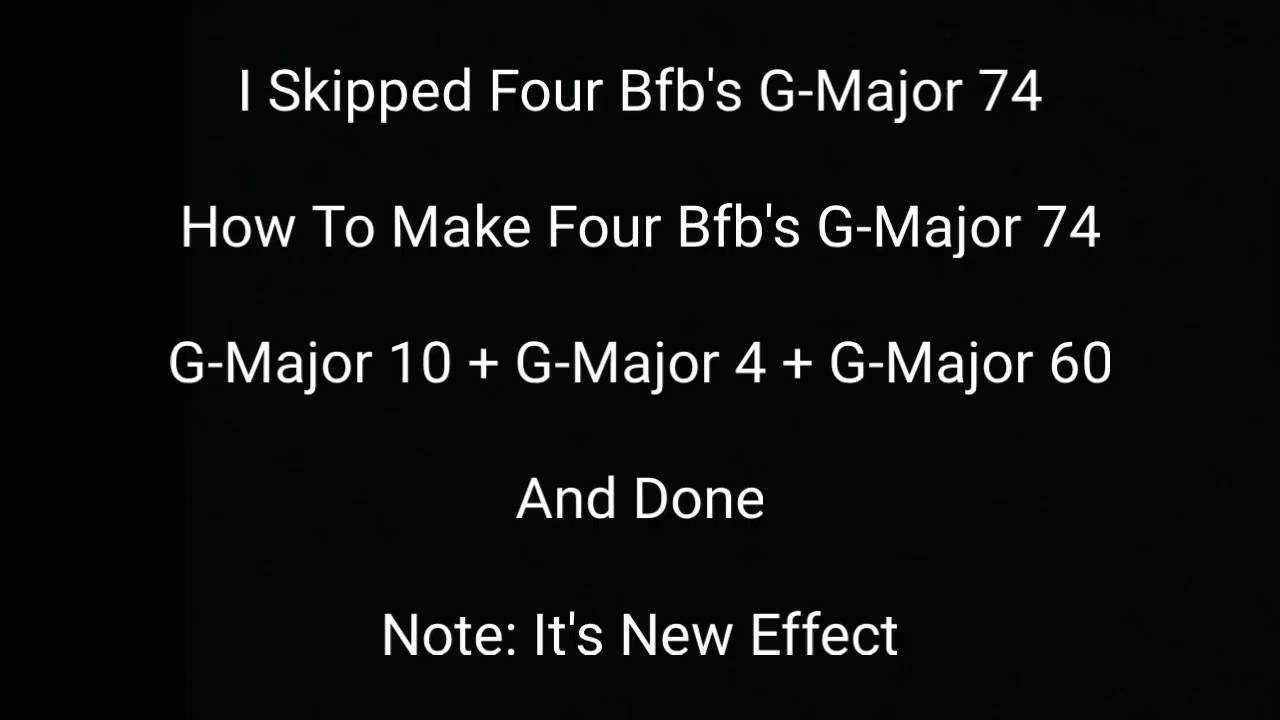 I Skipped Four Bfb's G-Major 74
How To Make Four Bfb's G-Major 74
G-Major 10 + G-Major 4 + G-Major 60
And Done
Note: It's New Effect